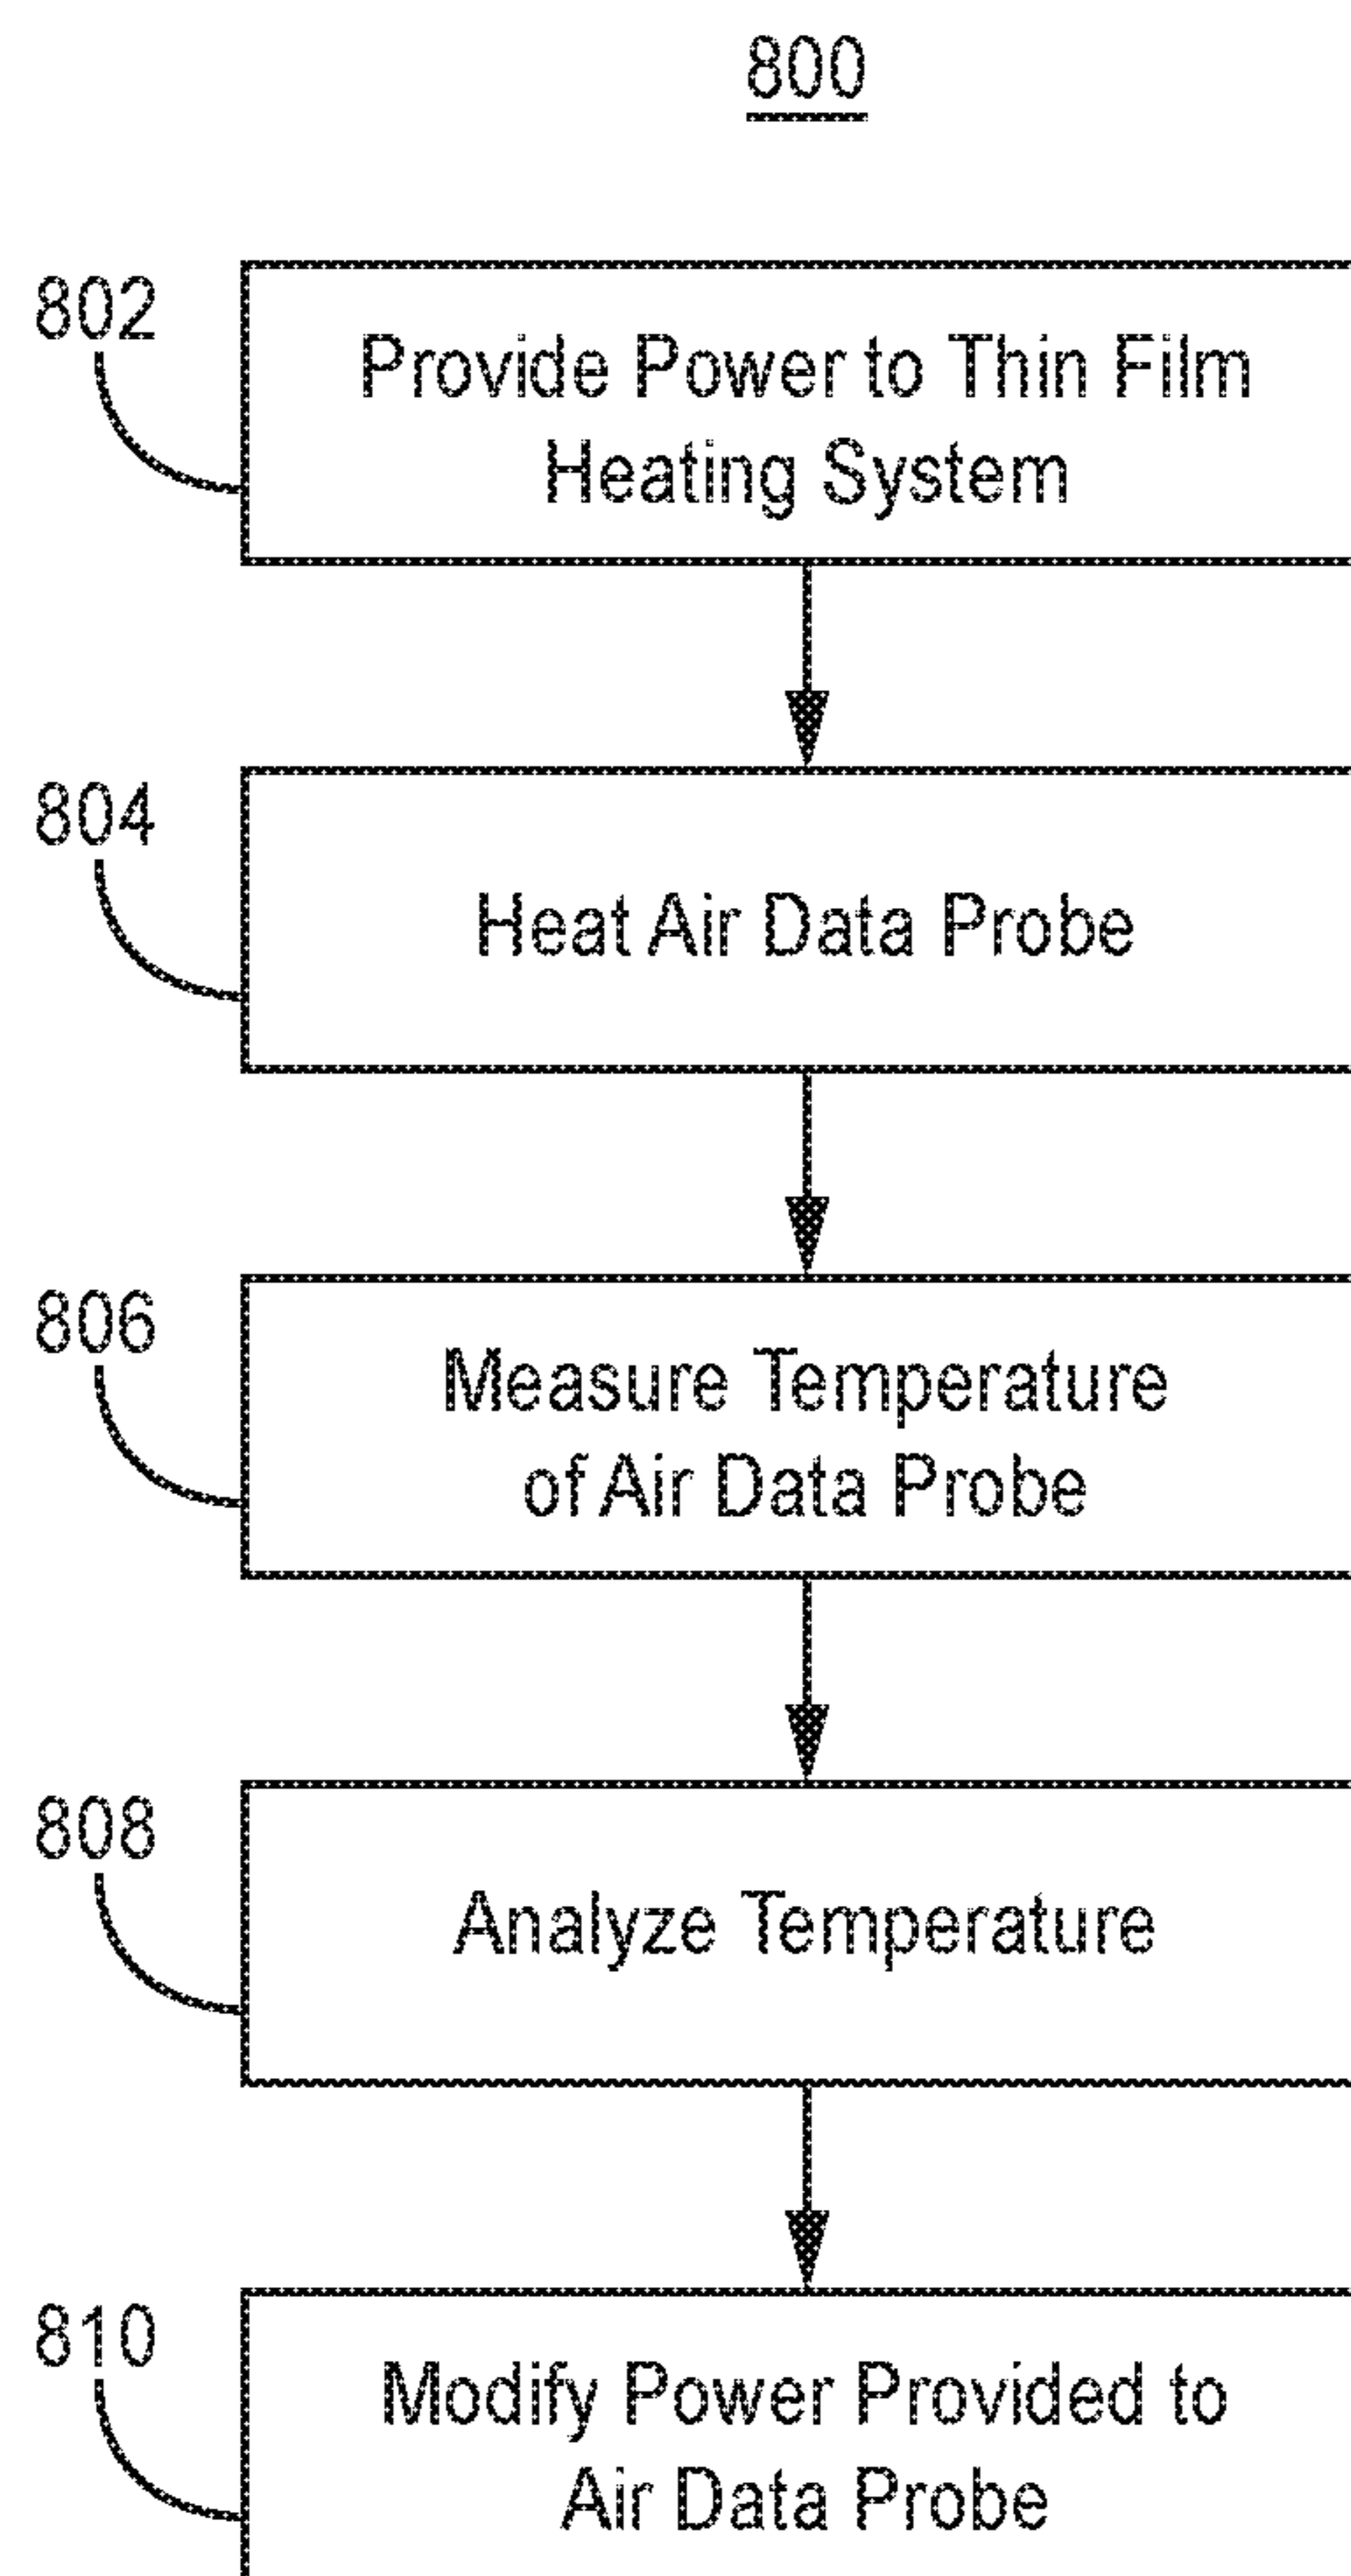 800
802
Provide Power to Thin Film
Heating System
804
Heat Air Data Probe
806
Measure Temperature
of Air Data Probe
808
Analyze Temperature
810
Modify Power Provided to
Air Data Probe